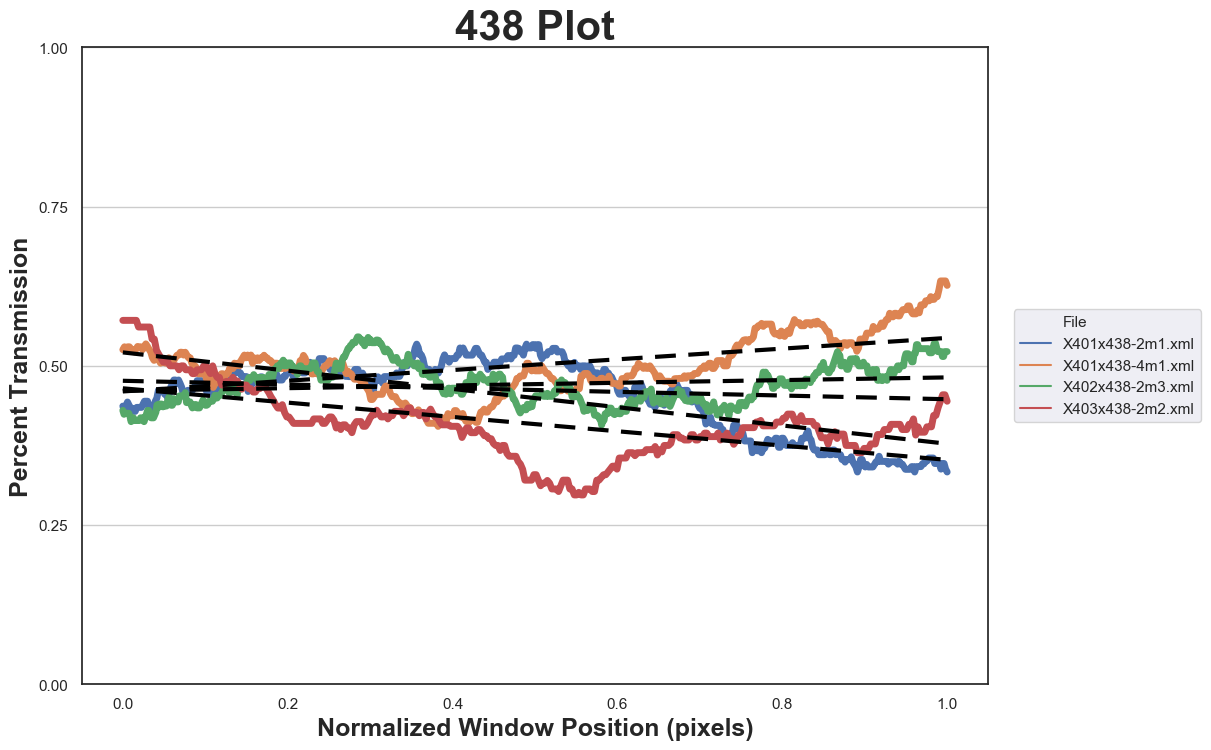 438 Plot
1.00
0.75
0.50
0.25
0.00
Percent Transmission
0.0 0.2 0.4 0.6 0.8 1.0
Normalized Window Position (pixels)
File
X401x438-2m1.xml
X401x438-4m1.xml
X402x438-2m3.xml
X403x438-2m2.xml